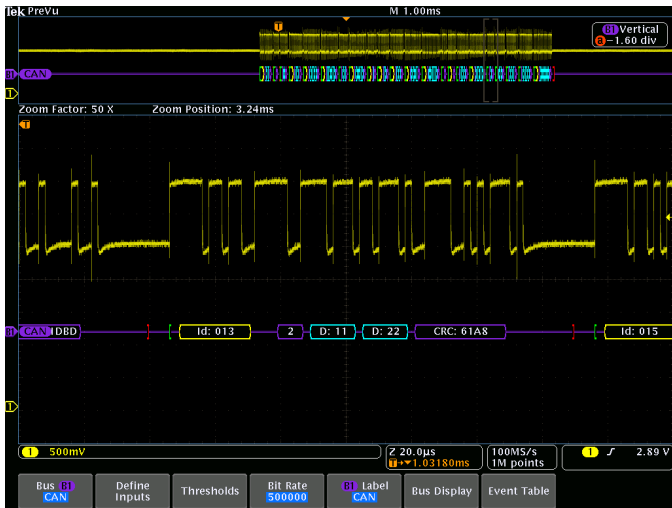 Tek PreVu M 1.00ms
T
B1 Vertical
a -1.60 div
B1 CAN
1
Zoom Factor: 50 X Zoom Position: 3.24ms
T
B1 CAN 1DBD Id: 013 2 D: 11 D: 22 CRC: 61A8 Id: 015
1
1 500mV
Z 20.0µs
T→▼1.03180ms
100MS/s
1M points
1 ∫ 2.89 V
Bus B1
CAN
Define
Inputs
Thresholds
Bit Rate
500000
B1 Label
CAN
Bus Display
Event Table